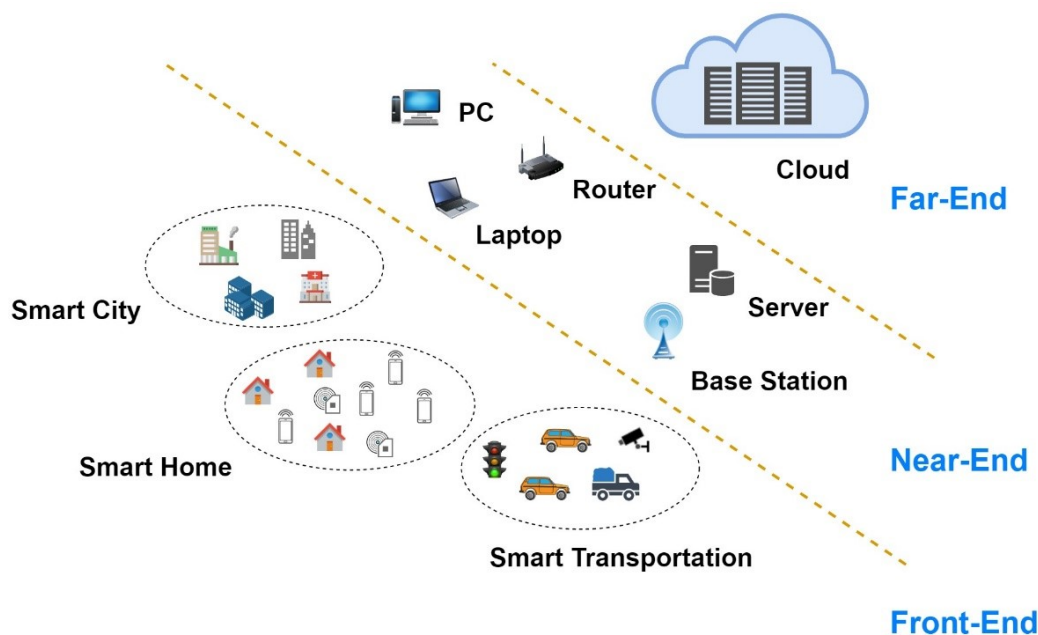 PC
Cloud
Router
Far-End
Laptop
Smart City
Server
Base Station
Smart Home
Near-End
Smart Transportation
Front-End